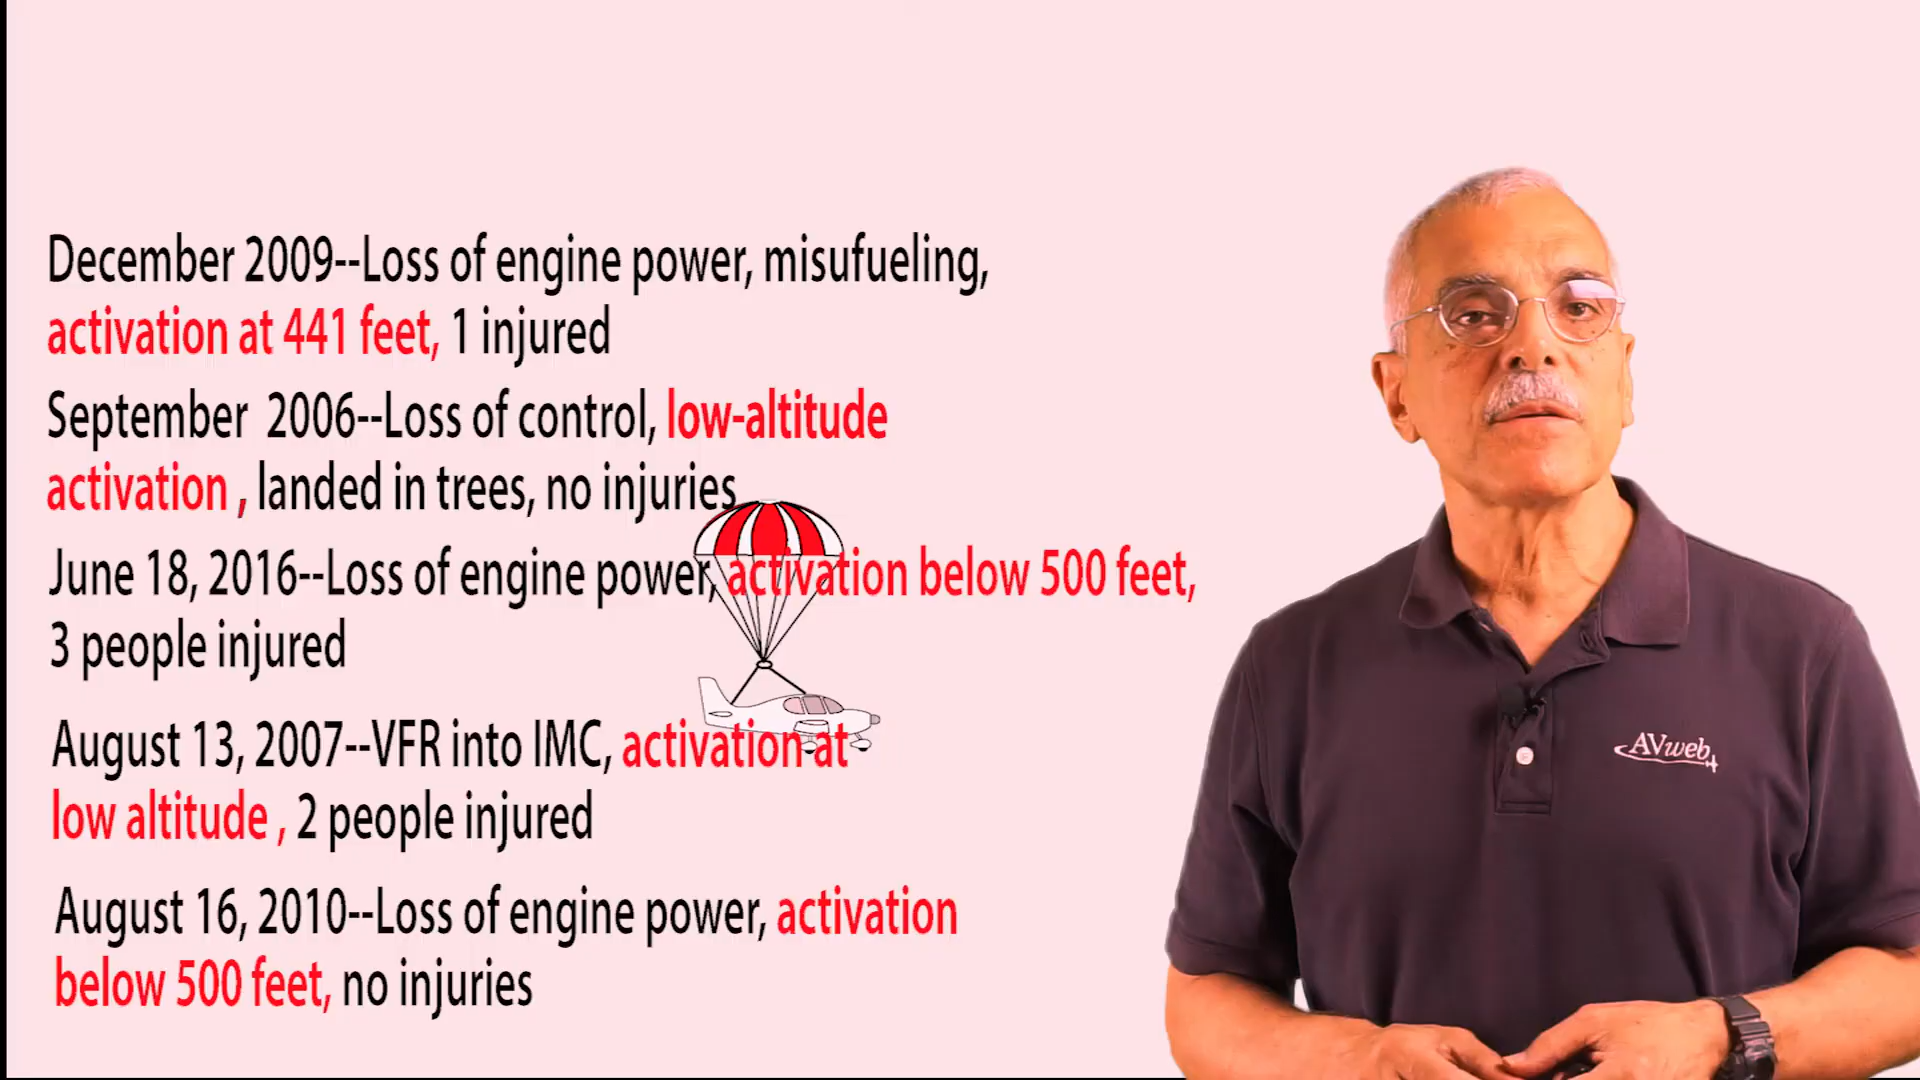 December 2009--Loss of engine power, misufueling,
activation at 441 feet, 1 injured
September 2006--Loss of control, low-altitude
activation , landed in trees, no injuries
June 18, 2016--Loss of engine power, activation below 500 feet,
3 people injured
August 13, 2007--VFR into IMC, activation at
low altitude , 2 people injured
August 16, 2010--Loss of engine power, activation
below 500 feet, no injuries
AVweb